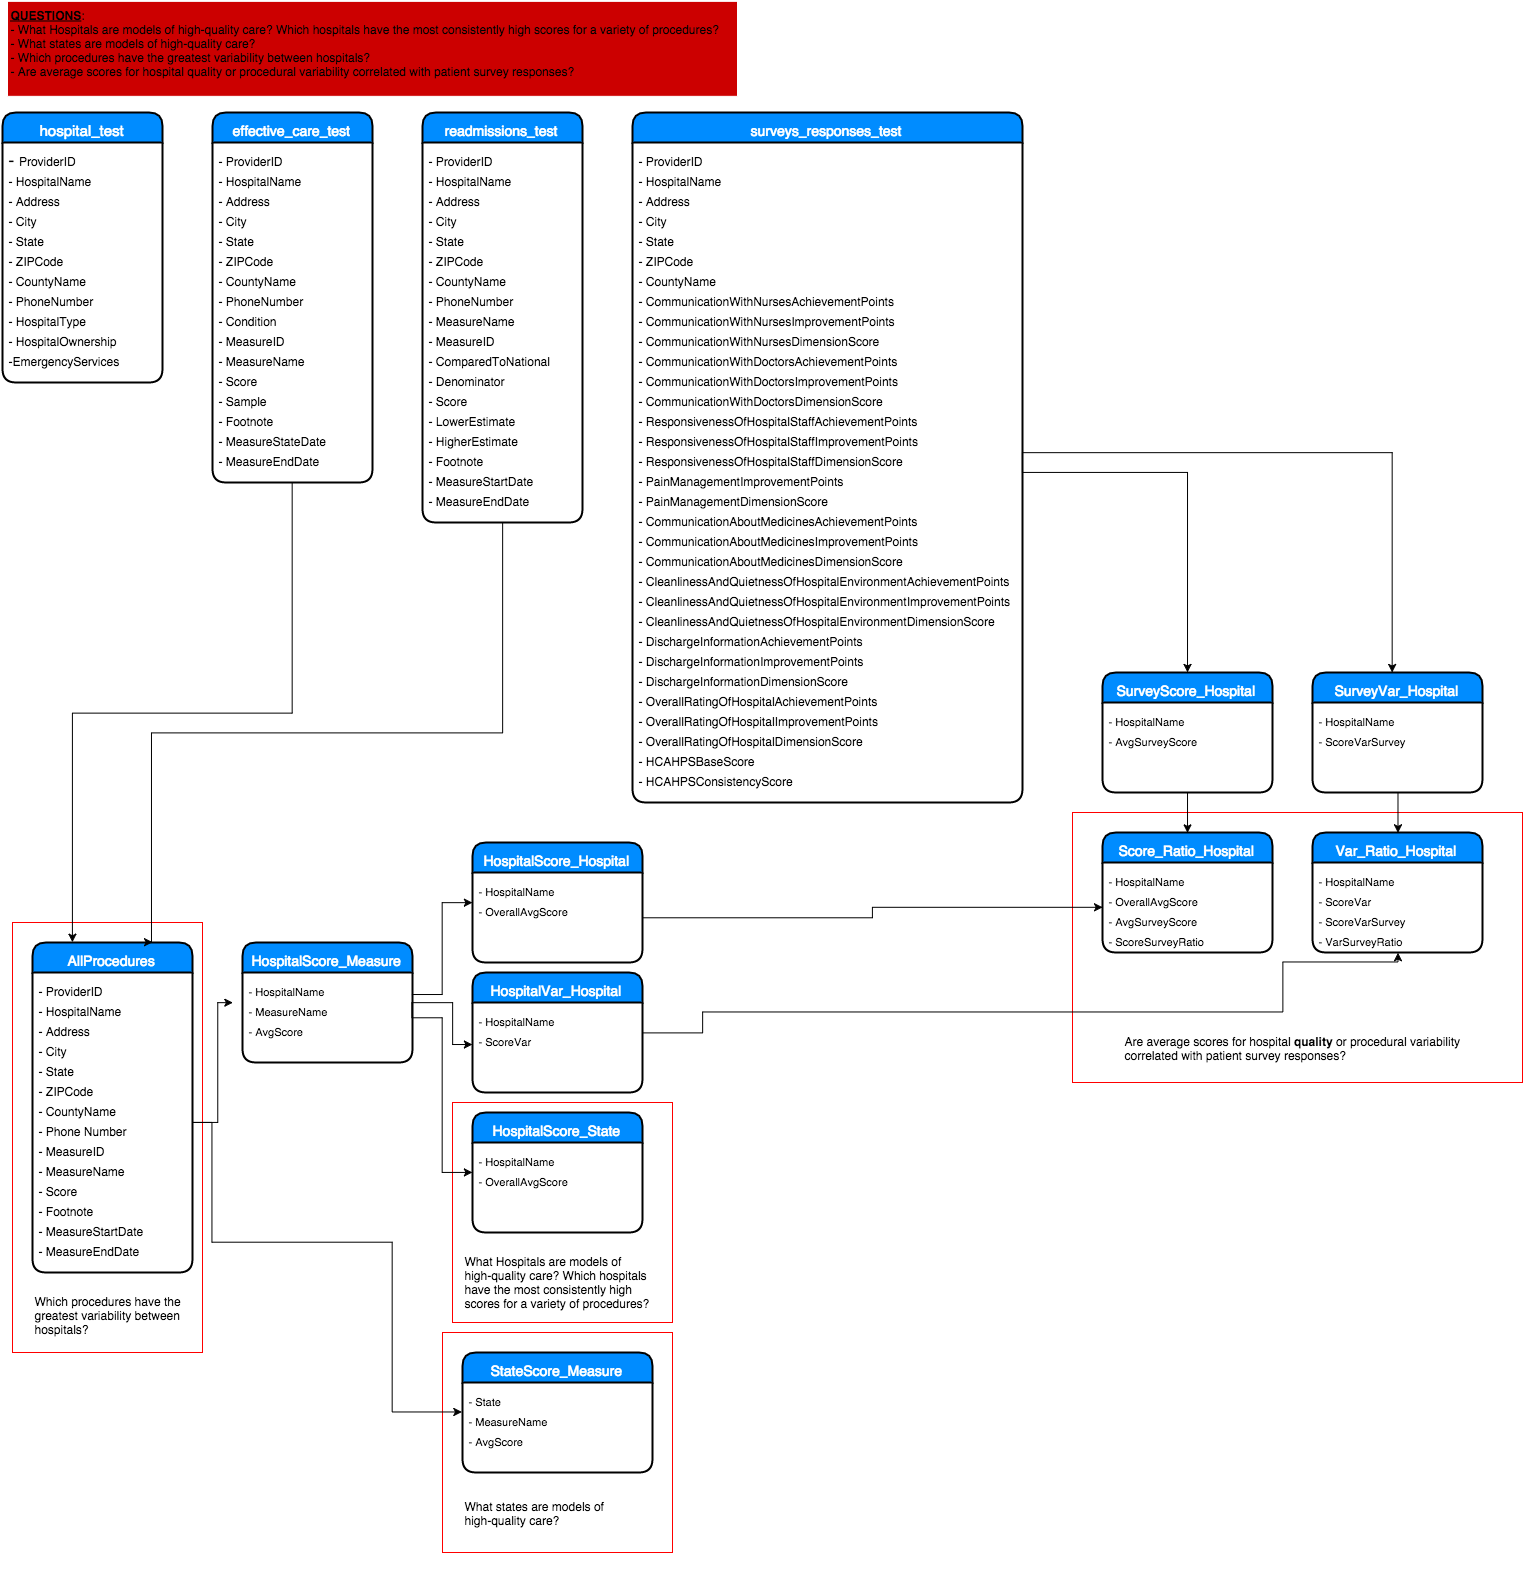 QUESTIONS:
- What Hospitals are models of high-quality care? Which hospitals have the most consistently high scores for a variety of procedures?
- What states are models of high-quality care?
- Which procedures have the greatest variability between hospitals?
- Are average scores for hospital quality or procedural variability correlated with patient survey responses?
hospital_test
- ProviderID
- HospitalName
- Address
- City
- State
- ZIPCode
- CountyName
- PhoneNumber
- HospitalType
- HospitalOwnership
-EmergencyServices
effective_care_test
- ProviderID
- HospitalName
- Address
- City
- State
- ZIPCode
- CountyName
- PhoneNumber
- Condition
- MeasureID
- MeasureName
- Score
- Sample
- Footnote
- MeasureStateDate
- MeasureEndDate
readmissions_test
- ProviderID
- HospitalName
- Address
- City
- State
- ZIPCode
- CountyName
- PhoneNumber
- MeasureName
- MeasureID
- ComparedToNational
- Denominator
- Score
- LowerEstimate
- HigherEstimate
- Footnote
- MeasureStartDate
- MeasureEndDate
surveys_responses_test
- ProviderID
- HospitalName
- Address
- City
- State
- ZIPCode
- CountyName
- CommunicationWithNursesAchievementPoints
- CommunicationWithNursesImprovementPoints
- CommunicationWithNursesDimensionScore
- CommunicationWithDoctorsAchievementPoints
- CommunicationWithDoctorsImprovementPoints
- CommunicationWithDoctorsDimensionScore
- ResponsivenessOfHospitalStaffAchievementPoints
- ResponsivenessOfHospitalStaffImprovementPoints
- ResponsivenessOfHospitalStaffDimensionScore
- PainManagementImprovementPoints
- PainManagementDimensionScore
- CommunicationAboutMedicinesAchievementPoints
- CommunicationAboutMedicinesImprovementPoints
- CommunicationAboutMedicinesDimensionScore
- CleanlinessAndQuietnessOfHospitalEnvironmentAchievementPoints
- CleanlinessAndQuietnessOfHospitalEnvironmentImprovementPoints
- CleanlinessAndQuietnessOfHospitalEnvironmentDimensionScore
- DischargeInformationAchievementPoints
- DischargeInformationImprovementPoints
- DischargeInformationDimensionScore
- OverallRatingOfHospitalAchievementPoints
- OverallRatingOfHospitalImprovementPoints
- OverallRatingOfHospitalDimensionScore
- HCAHPSBaseScore
- HCAHPSConsistencyScore
SurveyScore_Hospital
- HospitalName
- AvgSurveyScore
SurveyVar_Hospital
- HospitalName
- ScoreVarSurvey
Score_Ratio_Hospital
- HospitalName
- OverallAvgScore
- AvgSurveyScore
- ScoreSurveyRatio
Var_Ratio_Hospital
- HospitalName
- ScoreVar
- ScoreVarSurvey
- VarSurveyRatio
Are average scores for hospital quality or procedural variability
correlated with patient survey responses?
AllProcedures
- ProviderID
- HospitalName
- Address
- City
- State
- ZIPCode
- CountyName
- Phone Number
- MeasureID
- MeasureName
- Score
- Footnote
- MeasureStartDate
- MeasureEndDate
Which procedures have the
greatest variability between
hospitals?
HospitalScore_Measure
- HospitalName
- MeasureName
- AvgScore
HospitalScore_Hospital
- HospitalName
- OverallAvgScore
HospitalVar_Hospital
- HospitalName
- ScoreVar
HospitalScore_State
- HospitalName
- OverallAvgScore
What Hospitals are models of
high-quality care? Which hospitals
have the most consistently high
scores for a variety of procedures?
StateScore_Measure
- State
- MeasureName
- AvgScore
What states are models of
high-quality care?